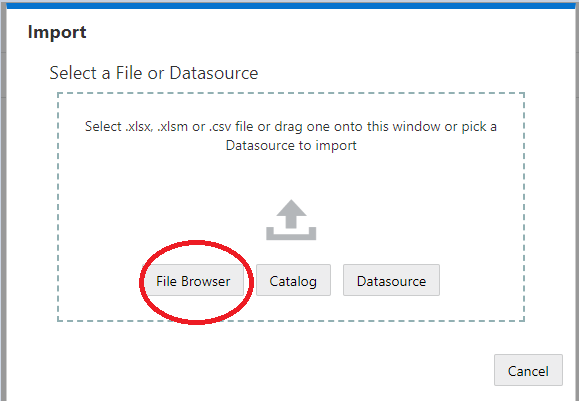 Import
Select a File or Datasource
Select .xlsx, .xlsm or .csv file or drag one onto this window or pick a
Datasource to import
File Browser
Catalog
Datasource
Cancel